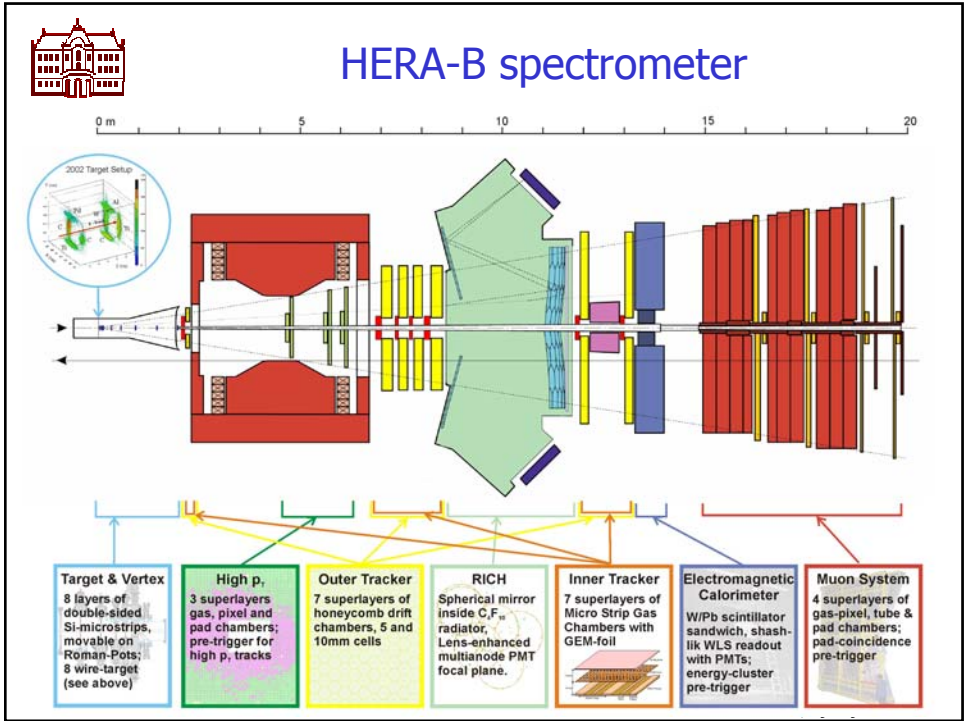 HERA-B spectrometer
0 m 5 10 15 20
2002 Target Setup
Target & Vertex
8 layers of
double-sided
Si-microstrips,
movable on
Roman-Pots;
8 wire-target
(see above)
High pT
3 superlayers
gas, pixel and
pad chambers;
pre-trigger for
high pT tracks
Outer Tracker
7 superlayers of
honeycomb drift
chambers, 5 and
10mm cells
RICH
Spherical mirror
inside C4F10
radiator,
Lens-enhanced
multianode PMT
focal plane.
Inner Tracker
7 superlayers of
Micro Strip Gas
Chambers with
GEM-foil
Electromagnetic
Calorimeter
W/Pb scintillator
sandwich, shash-
lik WLS readout
with PMTs;
energy-cluster
pre-trigger
Muon System
4 superlayers of
gas-pixel, tube &
pad chambers;
pad-coincidence
pre-trigger